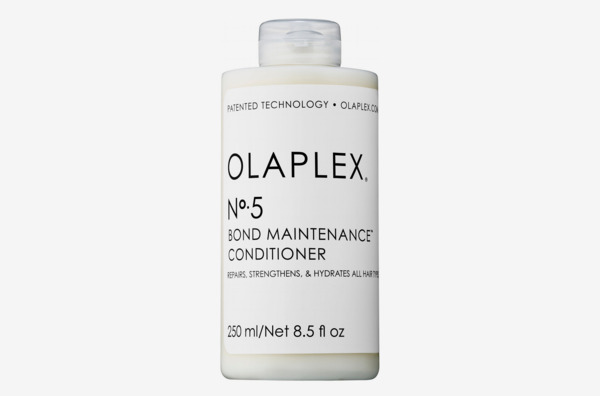 PATENTED TECHNOLOGY • OLAPLEX.COM
OLAPLEX®
Nº.5
BOND MAINTENANCE™
CONDITIONER
REPAIRS, STRENGTHENS, & HYDRATES ALL HAIR TYPES
250 ml/Net 8.5 fl oz